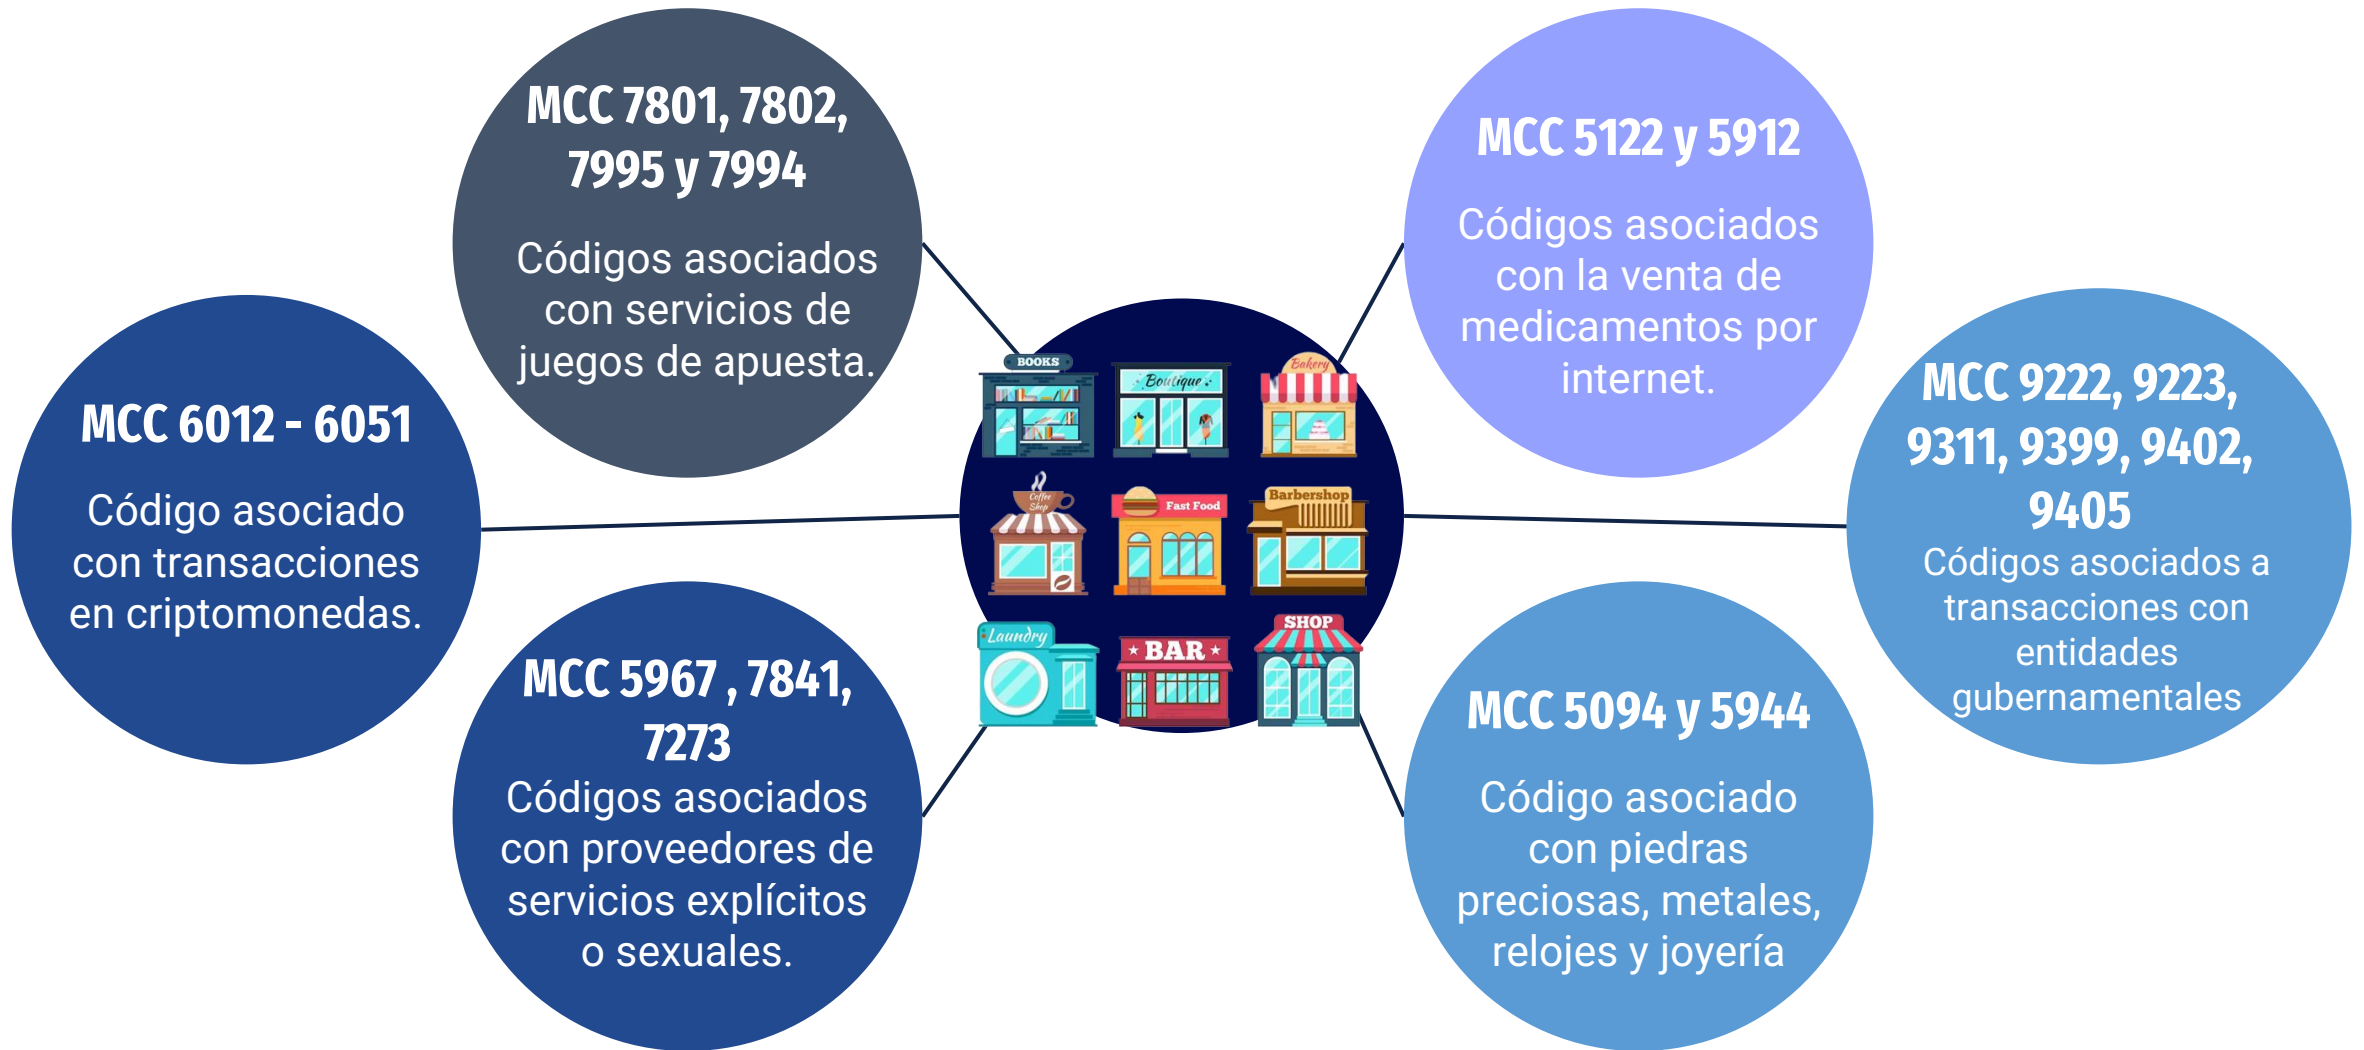 MCC 7801, 7802,
7995 y 7994
Códigos asociados
con servicios de
juegos de apuesta.
MCC 5122 y 5912
Códigos asociados
con la venta de
medicamentos por
internet.
MCC 6012 - 6051
Código asociado
con transacciones
en criptomonedas.
BOOKS
Boutique
Bakery
Coffee
Shop
Fast Food
Barbershop
Laundry
BAR
SHOP
MCC 9222, 9223,
9311, 9399, 9402,
9405
Códigos asociados a
transacciones con
entidades
gubernamentales
MCC 5967 , 7841,
7273
Códigos asociados
con proveedores de
servicios explícitos
o sexuales.
MCC 5094 y 5944
Código asociado
con piedras
preciosas, metales,
relojes y joyería